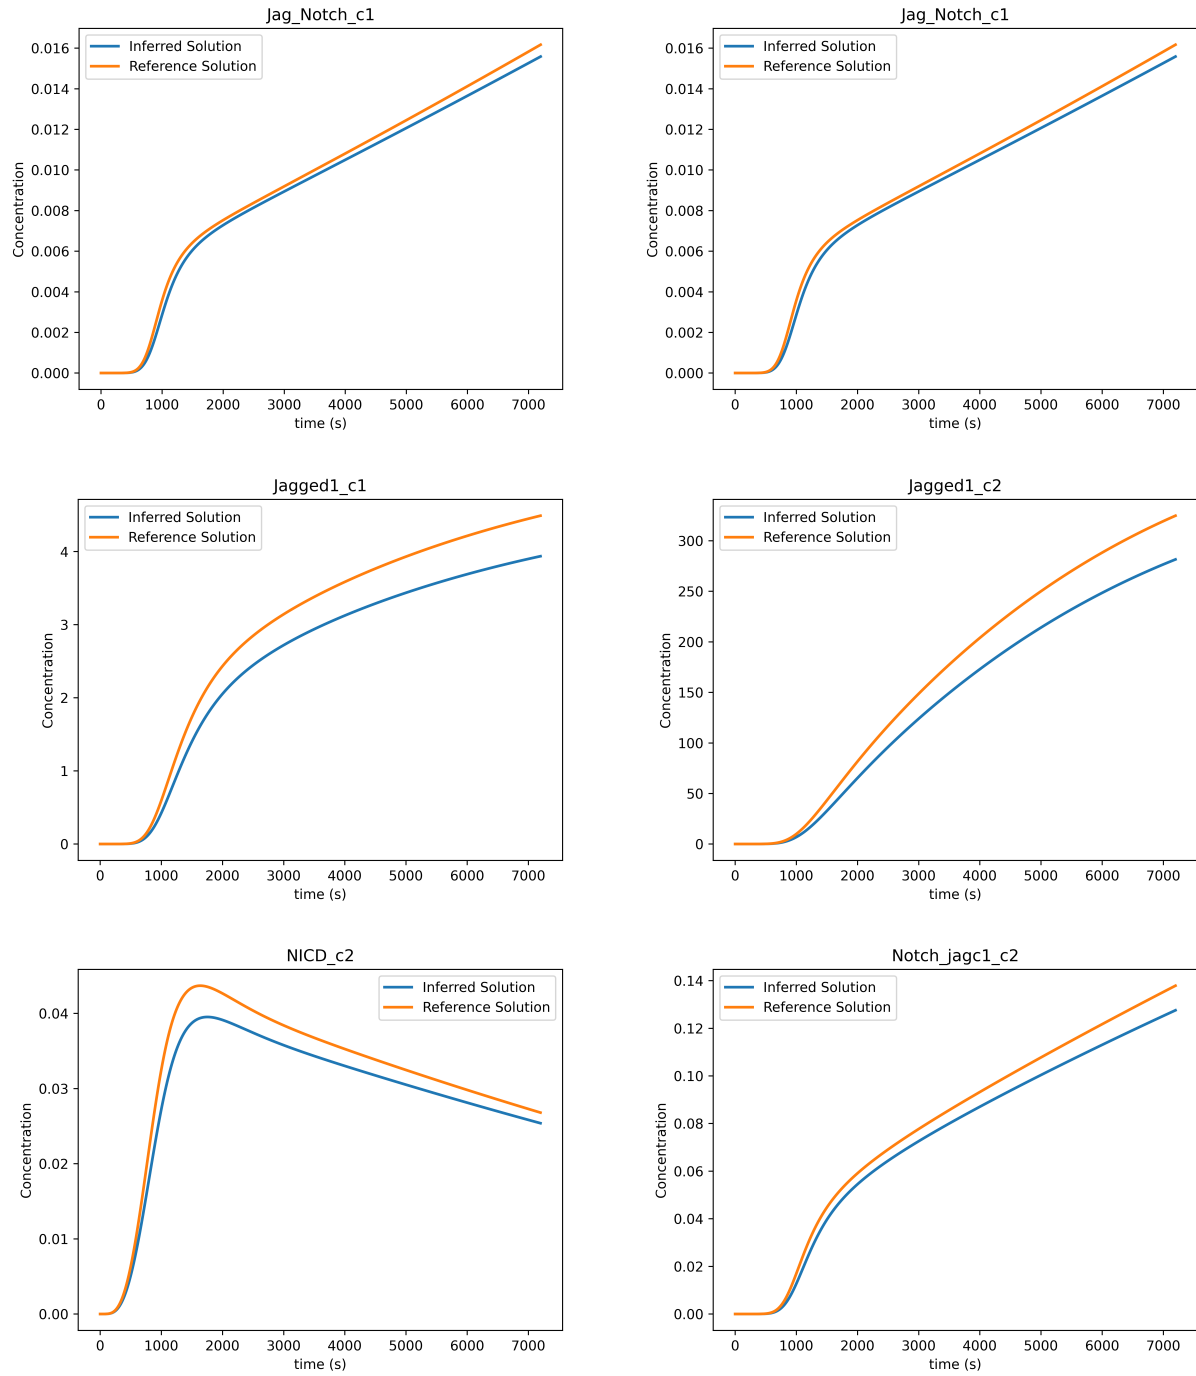 Jag_Notch_c1
Inferred Solution
Reference Solution
0.016
0.014
0.012
0.010
0.008
0.006
0.004
0.002
0.000
Concentration
0 1000 2000 3000 4000 5000 6000 7000
time (s)
Jag_Notch_c1
Inferred Solution
Reference Solution
0.016
0.014
0.012
0.010
0.008
0.006
0.004
0.002
0.000
Concentration
0 1000 2000 3000 4000 5000 6000 7000
time (s)
Jagged1_c1
Inferred Solution
Reference Solution
4
3
2
1
0
Concentration
0 1000 2000 3000 4000 5000 6000 7000
time (s)
Jagged1_c2
Inferred Solution
Reference Solution
300
250
200
150
100
50
0
Concentration
0 1000 2000 3000 4000 5000 6000 7000
time (s)
NICD_c2
Inferred Solution
Reference Solution
0.04
0.03
0.02
0.01
0.00
Concentration
0 1000 2000 3000 4000 5000 6000 7000
time (s)
Notch_jagc1_c2
Inferred Solution
Reference Solution
0.14
0.12
0.10
0.08
0.06
0.04
0.02
0.00
Concentration
0 1000 2000 3000 4000 5000 6000 7000
time (s)